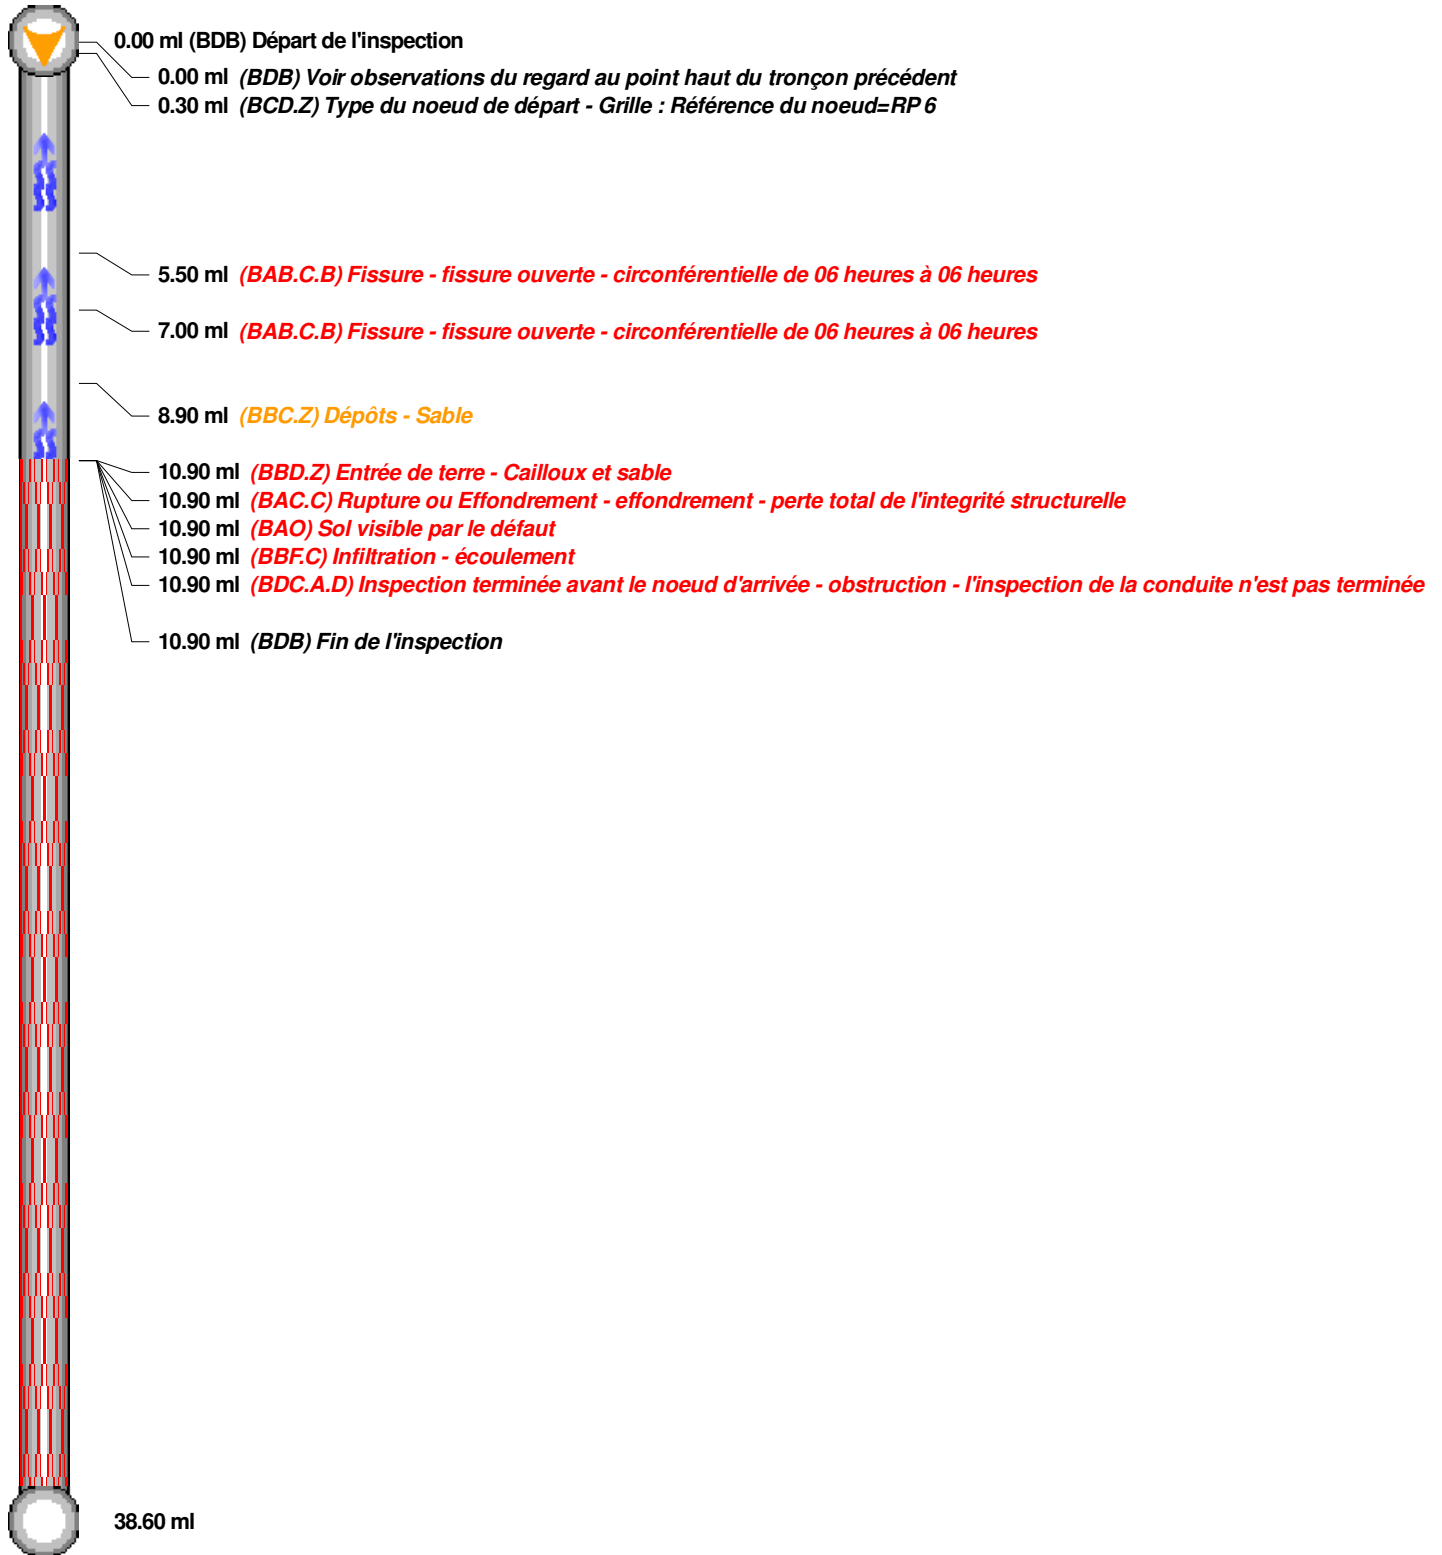 0.00 ml (BDB) Départ de l'inspection
0.00 ml (BDB) Voir observations du regard au point haut du tronçon précédent
0.30 ml (BCD.Z) Type du noeud de départ - Grille : Référence du noeud=RP 6
5.50 ml (BAB.C.B) Fissure - fissure ouverte - circonférentielle de 06 heures à 06 heures
7.00 ml (BAB.C.B) Fissure - fissure ouverte - circonférentielle de 06 heures à 06 heures
8.90 ml (BBC.Z) Dépôts - Sable
10.90 ml (BBD.Z) Entrée de terre - Cailloux et sable
10.90 ml (BAC.C) Rupture ou Effondrement - effondrement - perte total de l'integrité structurelle
10.90 ml (BAO) Sol visible par le défaut
10.90 ml (BBF.C) Infiltration - écoulement
10.90 ml (BDC.A.D) Inspection terminée avant le noeud d'arrivée - obstruction - l'inspection de la conduite n'est pas terminée
10.90 ml (BDB) Fin de l'inspection
38.60 ml